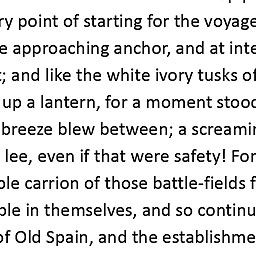 ry point of starting for the voyage
e approaching anchor, and at inte
; and like the white ivory tusks of
up a lantern, for a moment stood
breeze blew between; a screamin
lee, even if that were safety! For
ble carrion of those battle-fields f
ple in themselves, and so continu
of Old Spain, and the establishme